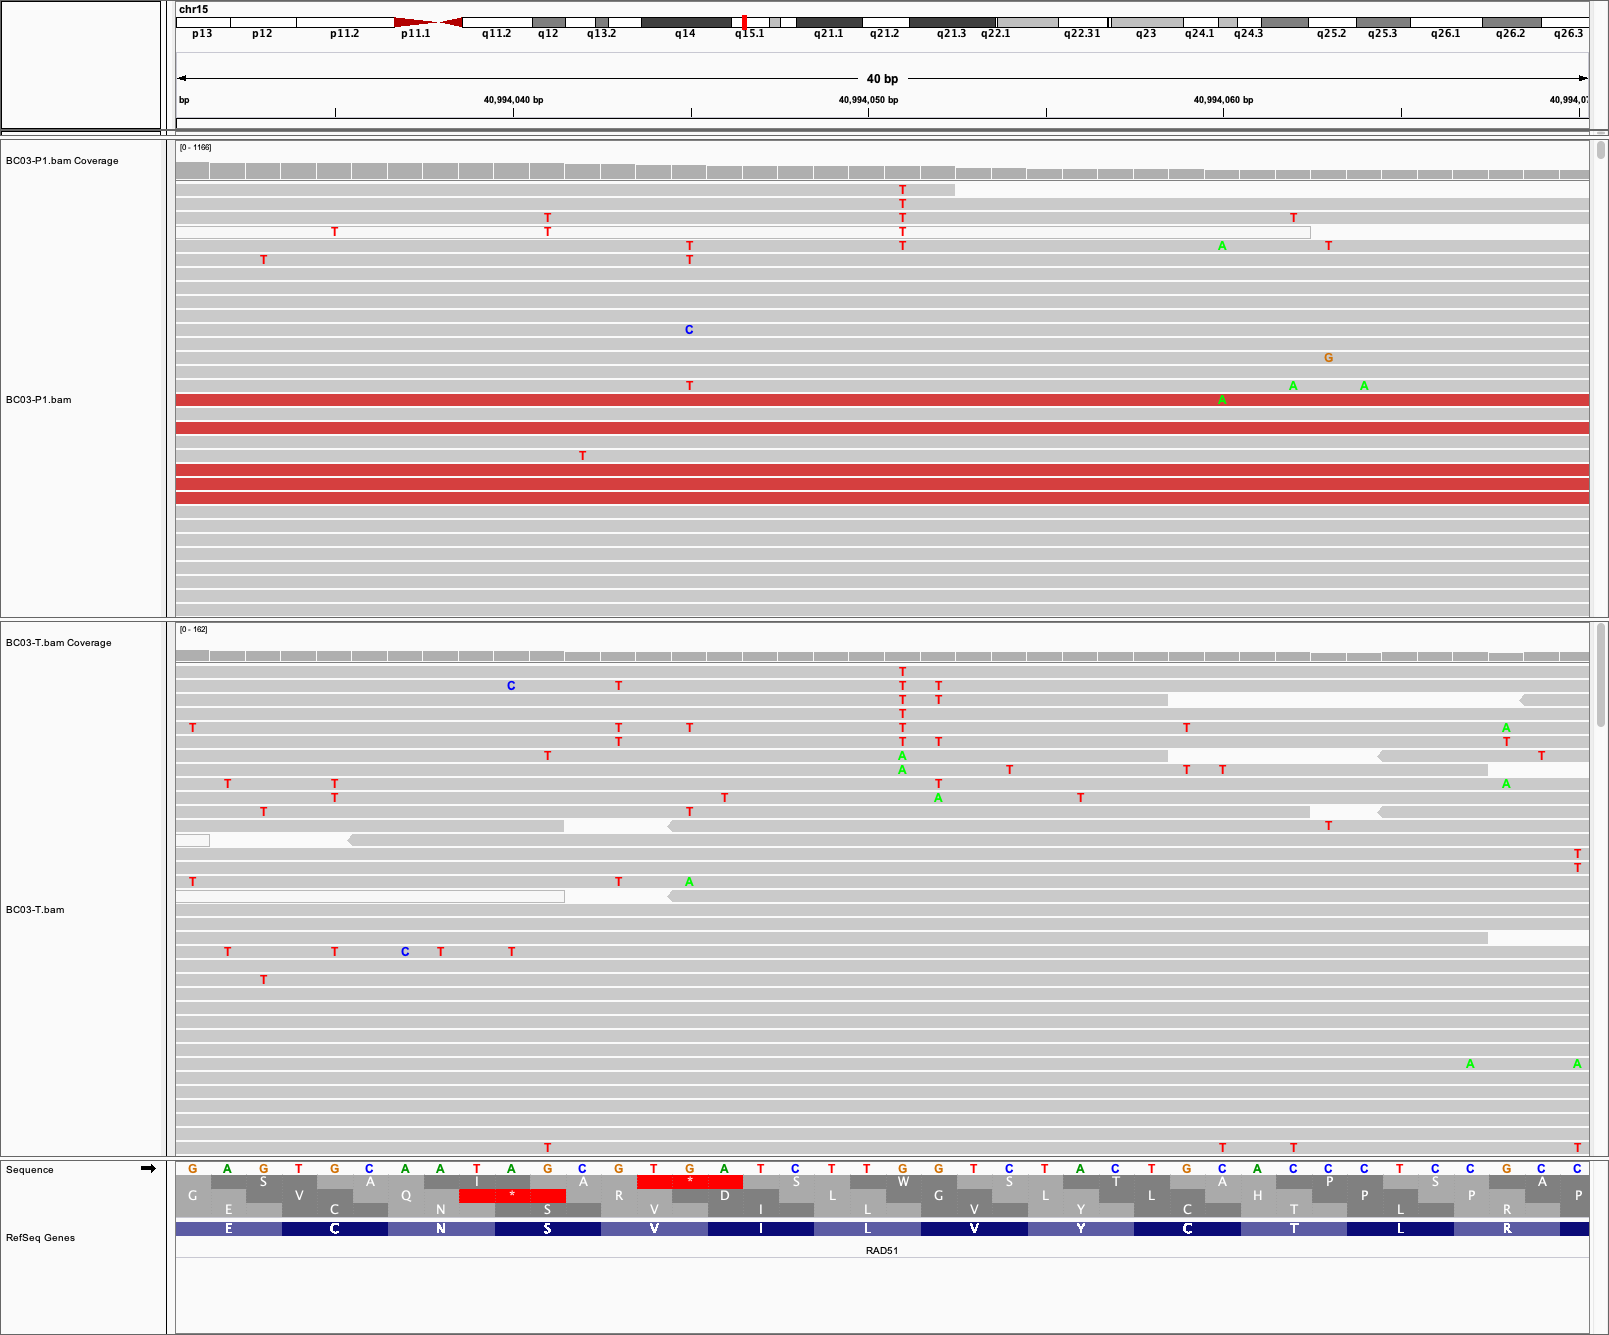 chr15
p13 p12 p11.2 p11.1 q11.2 q12 q13.2 q14 q15.1 q21.1 q21.2 q21.3 q22.1 q22.31 q23 q24.1 q24.3 q25.2 q25.3 q26.1 q26.2 q26.3
40 bp
bp 40,994,040 bp 40,994,050 bp 40,994,060 bp 40,994,07
[0 - 1166]
BC03-P1.bam Coverage
T
T
T T T
T T T
T T A T
T T
C
G
T A A
BC03-P1.bam A
T
[0 - 162]
BC03-T.bam Coverage
T
C T T T
T T
T
T T T T T A
T T T T
T A T
A T T T
T T T A
T T A T
T T
T
T
T
T T A
BC03-T.bam
T T C T T
T
A A
T T T T
Sequence G A G T G C A A T A G C G T G A T C T T G G T C T A C T G C A C C C T C C G C C
S A I A * S W S T A P S A
G V Q * R D L G L L H P P P
E C N S V I L V Y C T L R
E C N S V I L V Y C T L R
RefSeq Genes
RAD51